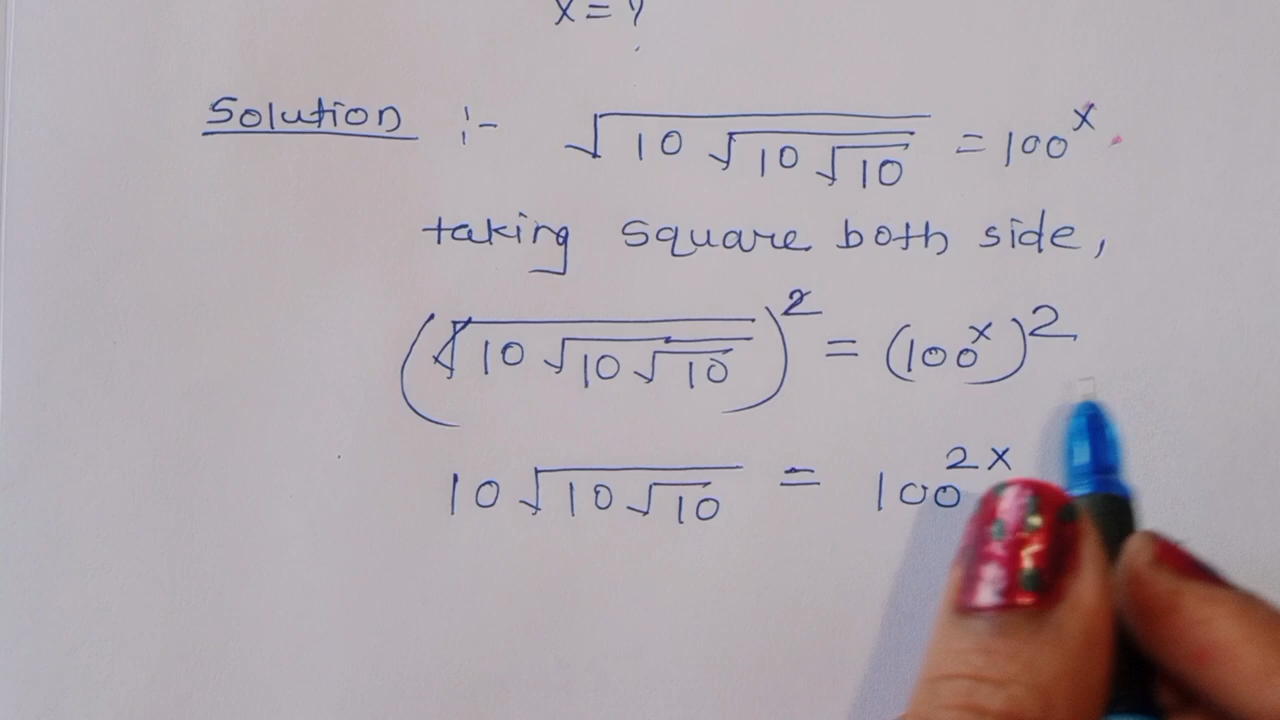 x = ?
Solution :- √(10√(10√10)) = 100^x
taking square both side,
(√(10√(10√10)))^2 = (100^x)^2
10√(10√10) = 100^2x